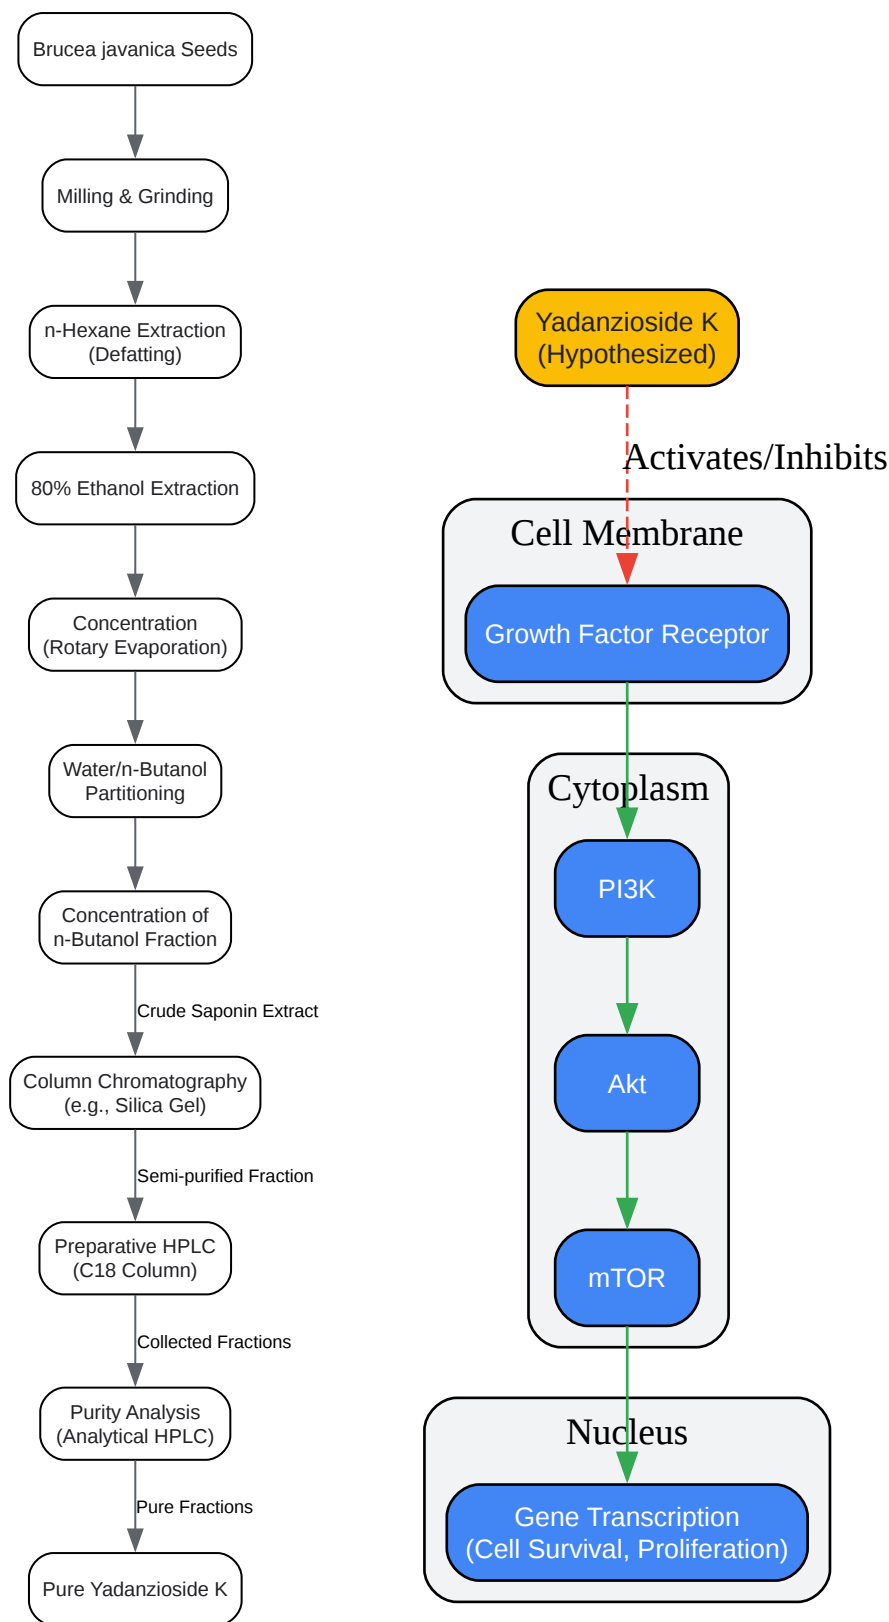 Brucea javanica Seeds
Milling & Grinding
n-Hexane Extraction
(Defatting)
80% Ethanol Extraction
Concentration
(Rotary Evaporation)
Water/n-Butanol
Partitioning
Concentration of
n-Butanol Fraction
Crude Saponin Extract
Column Chromatography
(e.g., Silica Gel)
Semi-purified Fraction
Preparative HPLC
(C18 Column)
Collected Fractions
Purity Analysis
(Analytical HPLC)
Pure Fractions
Pure Yadanzioside K
Yadanzioside K
(Hypothesized)
Activates/Inhibits
Cell Membrane
Growth Factor Receptor
Cytoplasm
PI3K
Akt
mTOR
Nucleus
Gene Transcription
(Cell Survival, Proliferation)